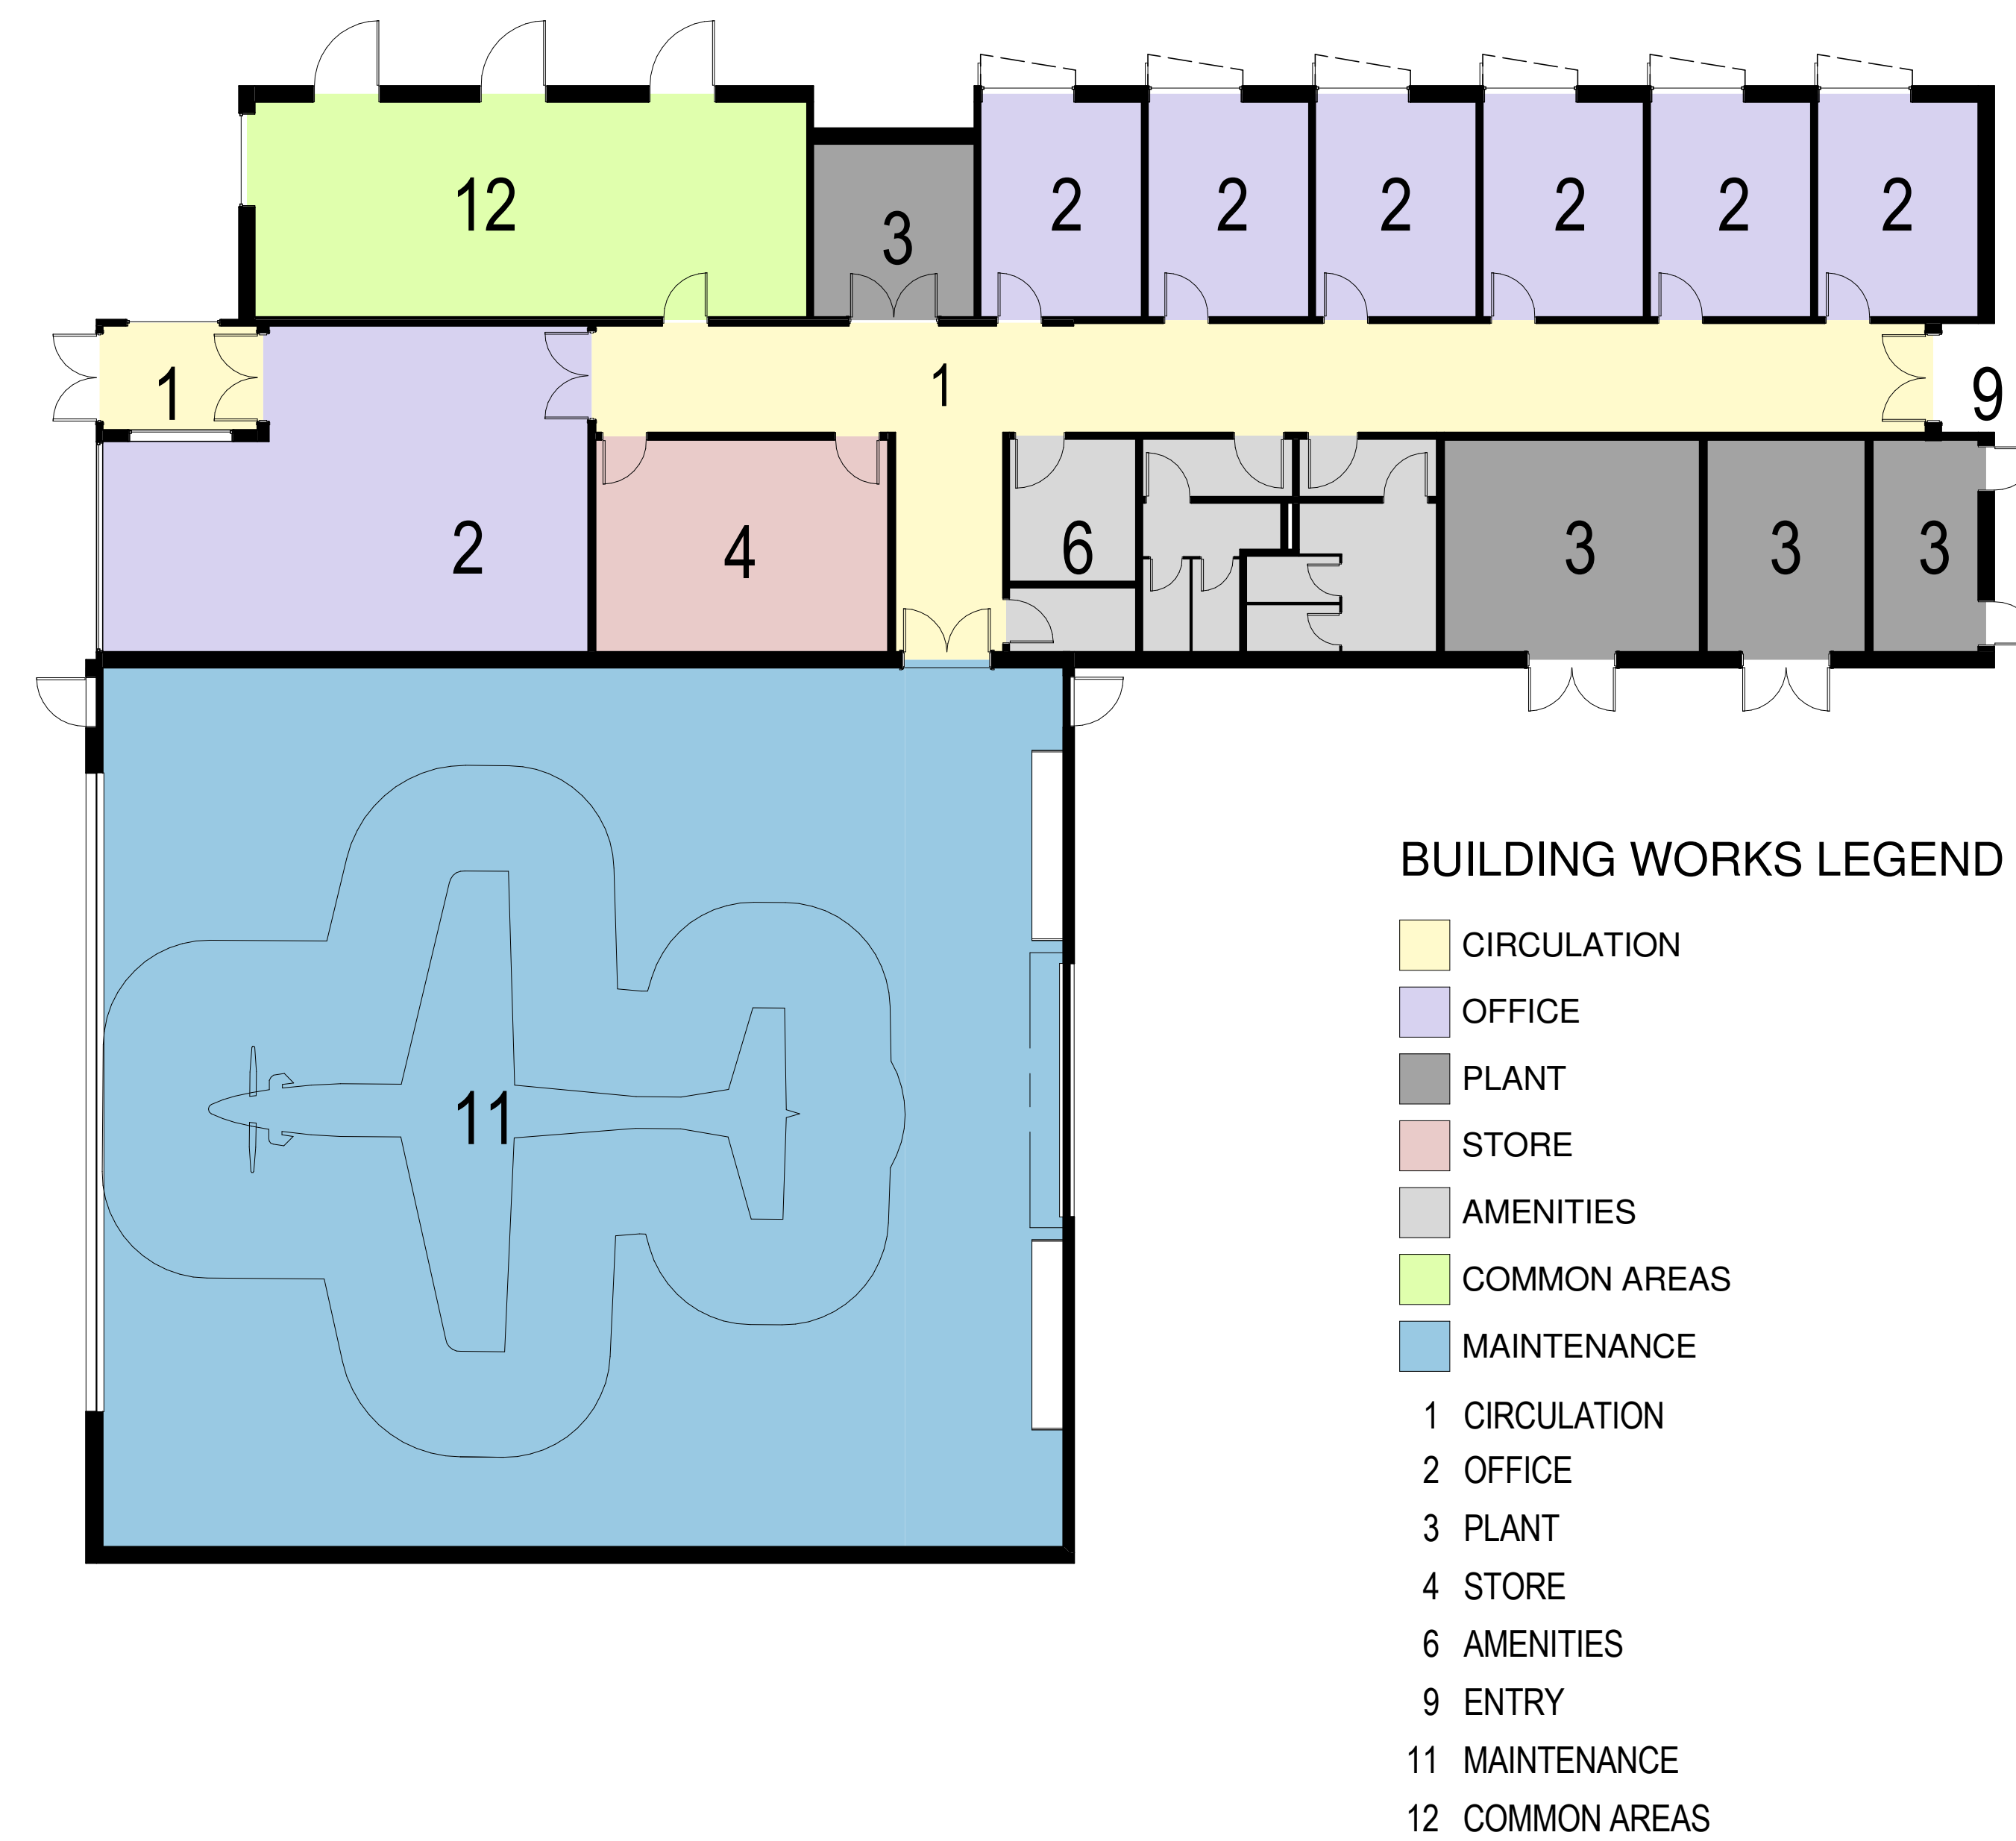 12
3
2 2 2 2 2 2
1
1
9
2
4
6
3
3
3
11
BUILDING WORKS LEGEND
CIRCULATION
OFFICE
PLANT
STORE
AMENITIES
COMMON AREAS
MAINTENANCE
1 CIRCULATION
2 OFFICE
3 PLANT
4 STORE
6 AMENITIES
9 ENTRY
11 MAINTENANCE
12 COMMON AREAS